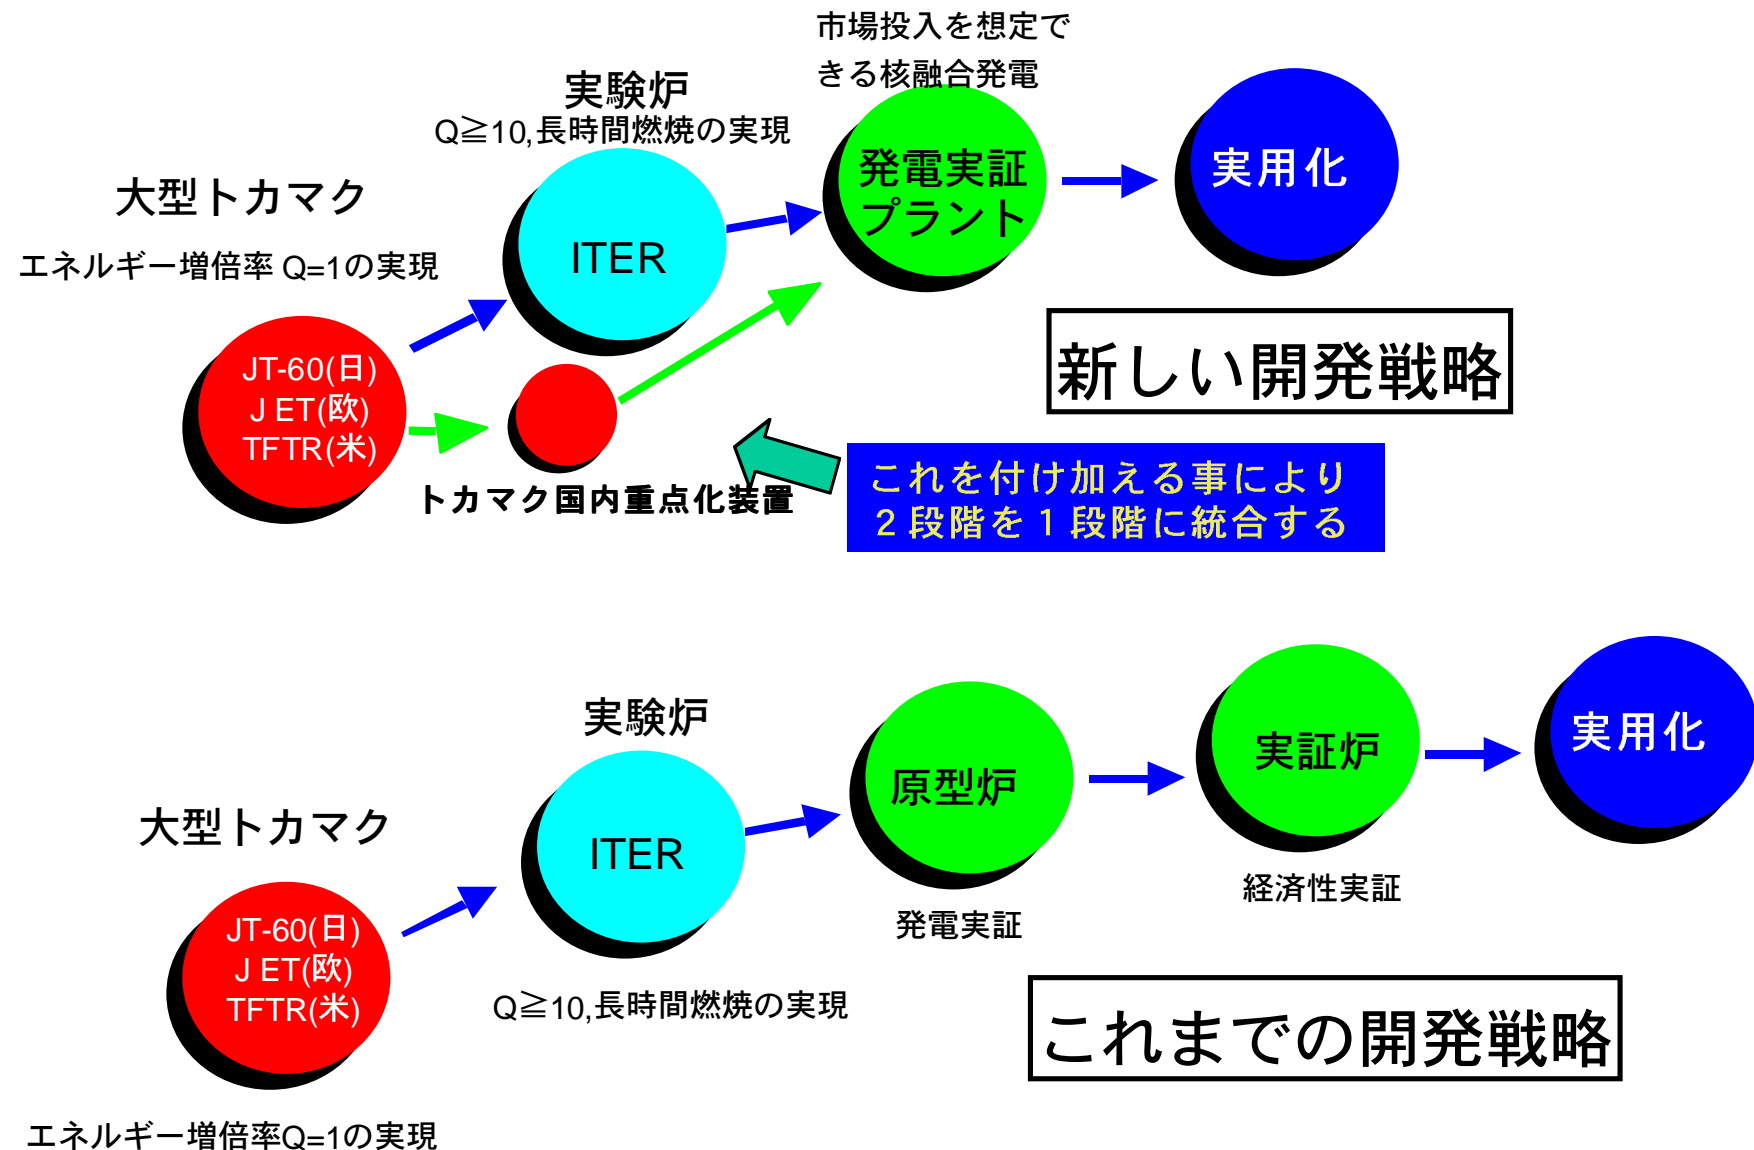 市場投入を想定で
きる核融合発電
実験炉
Q≧10,長時間燃焼の実現
大型トカマク
エネルギー増倍率 Q=1の実現
発電実証
プラント
実用化
ITER
JT-60(日)
J ET(欧)
TFTR(米)
新しい開発戦略
トカマク国内重点化装置
これを付け加える事により
２段階を１段階に統合する
実験炉
大型トカマク
ITER
原型炉
実証炉
実用化
経済性実証
発電実証
JT-60(日)
J ET(欧)
TFTR(米)
Q≧10,長時間燃焼の実現
これまでの開発戦略
エネルギー増倍率Q=1の実現